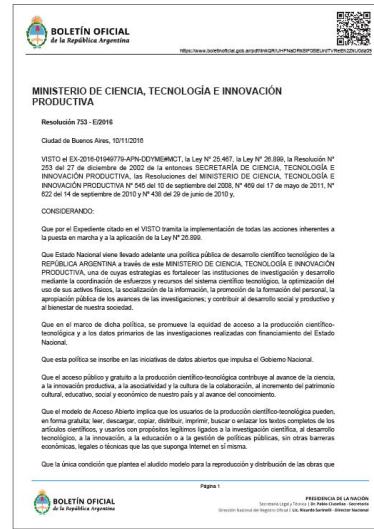 BOLETÍN OFICIAL
de la República Argentina
MINISTERIO DE CIENCIA, TECNOLOGÍA E INNOVACIÓN
PRODUCTIVA
Resolución 753 - E/2016
Ciudad de Buenos Aires, 10/11/2016
VISTO el EX-2016-01949779-APN-DDYME#MCT, la Ley N° 25.467, la Ley N° 26.899, la Resolución N°
253 del 27 de diciembre de 2002 de la entonces SECRETARÍA DE CIENCIA, TECNOLOGÍA E
INNOVACIÓN PRODUCTIVA, las Resoluciones del MINISTERIO DE CIENCIA, TECNOLOGÍA E
INNOVACIÓN PRODUCTIVA N° 545 del 10 de septiembre del 2008, N° 469 del 17 de mayo de 2011, N°
622 del 14 de septiembre de 2010 y N° 438 del 29 de junio de 2010 y,
CONSIDERANDO:
Que por el Expediente citado en el VISTO tramita la implementación de todas las acciones inherentes a
la puesta en marcha y a la aplicación de la Ley N° 26.899.
Que Estado Nacional viene llevado adelante una política pública de desarrollo científico tecnológico de la
REPÚBLICA ARGENTINA a través de este MINISTERIO DE CIENCIA, TECNOLOGÍA E INNOVACIÓN
PRODUCTIVA, una de cuyas estrategias es fortalecer las instituciones de investigación y desarrollo
mediante la coordinación de esfuerzos y recursos del sistema científico tecnológico, la optimización del
uso de sus activos físicos, la socialización de la información, la promoción de la formación del personal, la
apropiación pública de los avances de las investigaciones; y contribuir al desarrollo social y productivo y
al bienestar de nuestra sociedad.
Que en el marco de dicha política, se promueve la equidad de acceso a la producción científico-
tecnológica y a los datos primarios de las investigaciones realizadas con financiamiento del Estado
Nacional.
Que esta política se inscribe en las iniciativas de datos abiertos que impulsa el Gobierno Nacional.
Que el acceso público y gratuito a la producción científico-tecnológica contribuye al avance de la ciencia,
a la innovación productiva, a la asociatividad y la cultura de la colaboración, al incremento del patrimonio
cultural, educativo, social y económico de nuestro país y al avance del conocimiento.
Que el modelo de Acceso Abierto implica que los usuarios de la producción científico-tecnológica pueden,
en forma gratuita; leer, descargar, copiar, distribuir, imprimir, buscar o enlazar los textos completos de los
artículos científicos, y usarlos con propósitos legítimos ligados a la investigación científica, al desarrollo
tecnológico, a la innovación, a la educación o a la gestión de políticas públicas, sin otras barreras
económicas, legales o técnicas que las que suponga Internet en sí misma.
Que la única condición que plantea el aludido modelo para la reproducción y distribución de las obras que
Página 1
BOLETÍN OFICIAL
de la República Argentina
PRESIDENCIA DE LA NACIÓN
Secretaría Legal y Técnica | Dr. Pablo Clusellas - Secretario
Dirección Nacional del Registro Oficial | Lic. Ricardo Sarinelli - Director Nacional